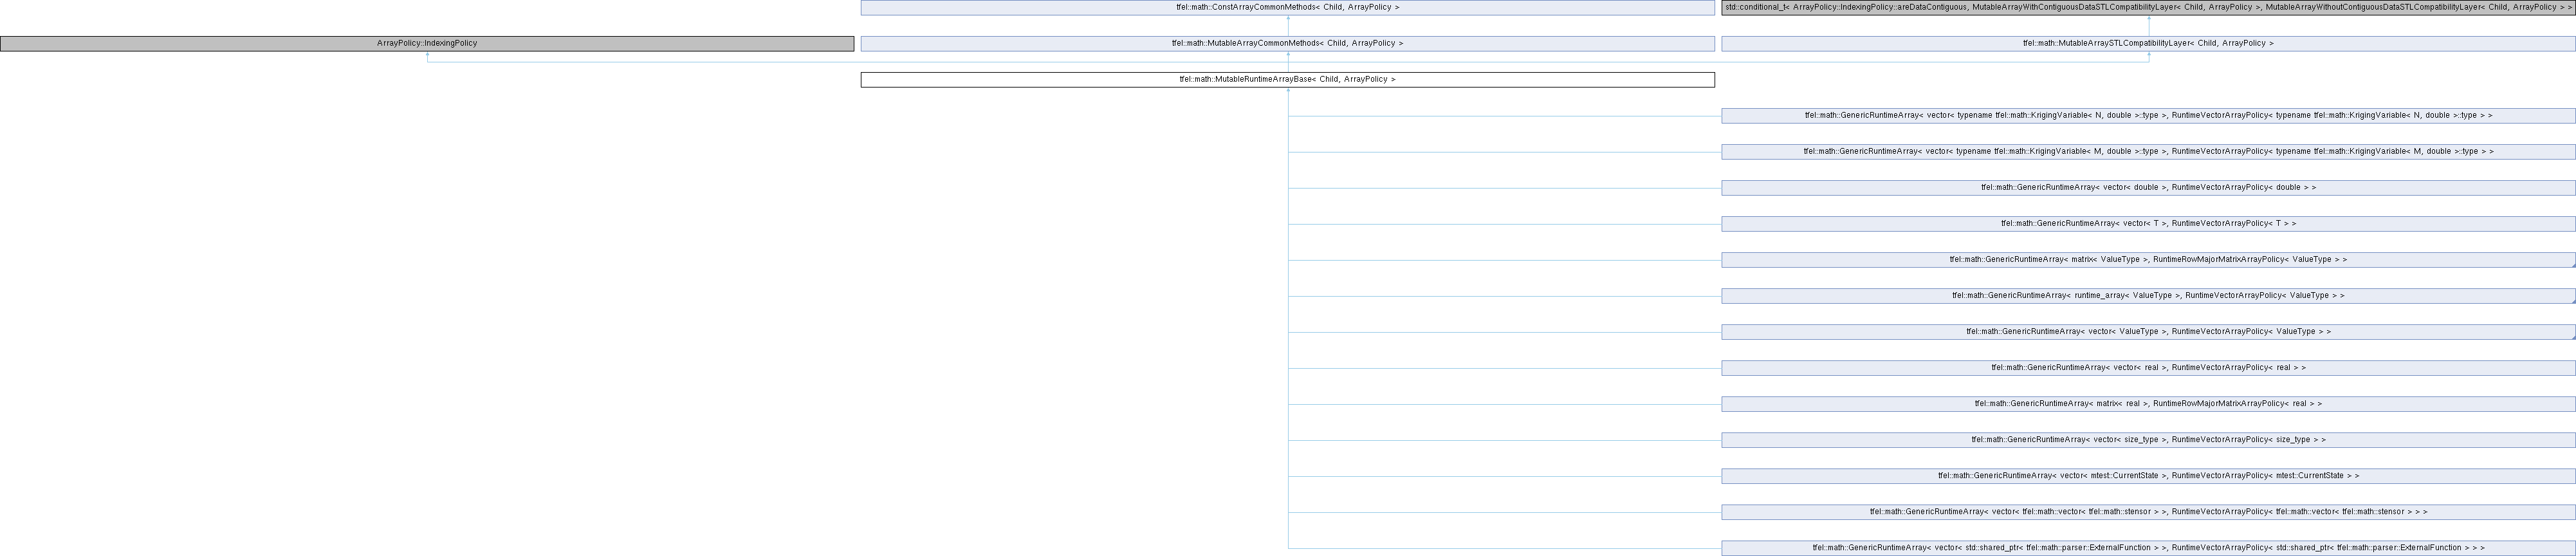 tfel::math::ConstArrayCommonMethods< Child, ArrayPolicy >
std::conditional_t< ArrayPolicy::IndexingPolicy::areDataContiguous, MutableArrayWithContiguousDataSTLCompatibilityLayer< Child, ArrayPolicy >, MutableArrayWithoutContiguousDataSTLCompatibilityLayer< Child, ArrayPolicy > >
ArrayPolicy::IndexingPolicy
tfel::math::MutableArrayCommonMethods< Child, ArrayPolicy >
tfel::math::MutableArraySTLCompatibilityLayer< Child, ArrayPolicy >
tfel::math::MutableRuntimeArrayBase< Child, ArrayPolicy >
tfel::math::GenericRuntimeArray< vector< typename tfel::math::KrigingVariable< N, double >::type >, RuntimeVectorArrayPolicy< typename tfel::math::KrigingVariable< N, double >::type > >
tfel::math::GenericRuntimeArray< vector< typename tfel::math::KrigingVariable< M, double >::type >, RuntimeVectorArrayPolicy< typename tfel::math::KrigingVariable< M, double >::type > >
tfel::math::GenericRuntimeArray< vector< double >, RuntimeVectorArrayPolicy< double > >
tfel::math::GenericRuntimeArray< vector< T >, RuntimeVectorArrayPolicy< T > >
tfel::math::GenericRuntimeArray< matrix< ValueType >, RuntimeRowMajorMatrixArrayPolicy< ValueType > >
tfel::math::GenericRuntimeArray< runtime_array< ValueType >, RuntimeVectorArrayPolicy< ValueType > >
tfel::math::GenericRuntimeArray< vector< ValueType >, RuntimeVectorArrayPolicy< ValueType > >
tfel::math::GenericRuntimeArray< vector< real >, RuntimeVectorArrayPolicy< real > >
tfel::math::GenericRuntimeArray< matrix< real >, RuntimeRowMajorMatrixArrayPolicy< real > >
tfel::math::GenericRuntimeArray< vector< size_type >, RuntimeVectorArrayPolicy< size_type > >
tfel::math::GenericRuntimeArray< vector< mtest::CurrentState >, RuntimeVectorArrayPolicy< mtest::CurrentState > >
tfel::math::GenericRuntimeArray< vector< tfel::math::vector< tfel::math::stensor > >, RuntimeVectorArrayPolicy< tfel::math::vector< tfel::math::stensor > > >
tfel::math::GenericRuntimeArray< vector< std::shared_ptr< tfel::math::parser::ExternalFunction > >, RuntimeVectorArrayPolicy< std::shared_ptr< tfel::math::parser::ExternalFunction > > >